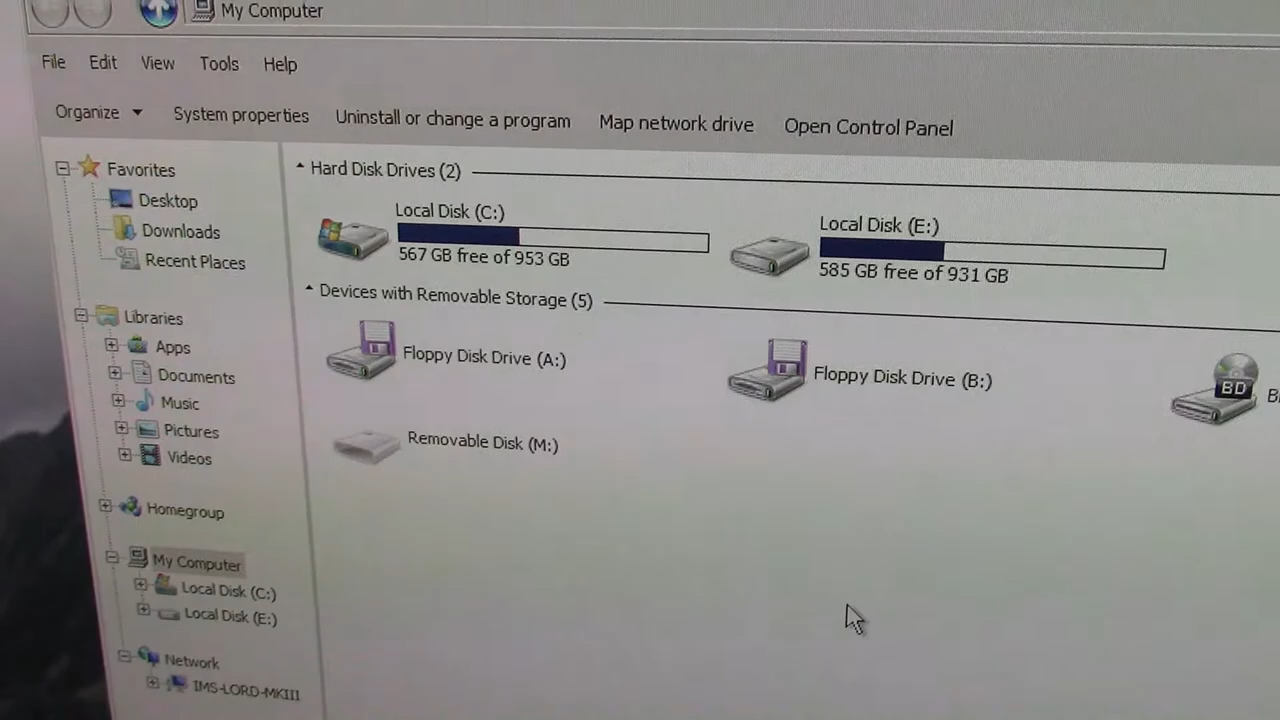 My Computer
File Edit View Tools Help
Organize System properties Uninstall or change a program Map network drive Open Control Panel
Favorites
Desktop
Downloads
Recent Places
Libraries
Apps
Documents
Music
Pictures
Videos
Homegroup
My Computer
Local Disk (C:)
Local Disk (E:)
Network
IMS-LORD-MKIII
Hard Disk Drives (2)
Local Disk (C:)
567 GB free of 953 GB
Local Disk (E:)
585 GB free of 931 GB
Devices with Removable Storage (5)
Floppy Disk Drive (A:)
Floppy Disk Drive (B:)
BD
Removable Disk (M:)